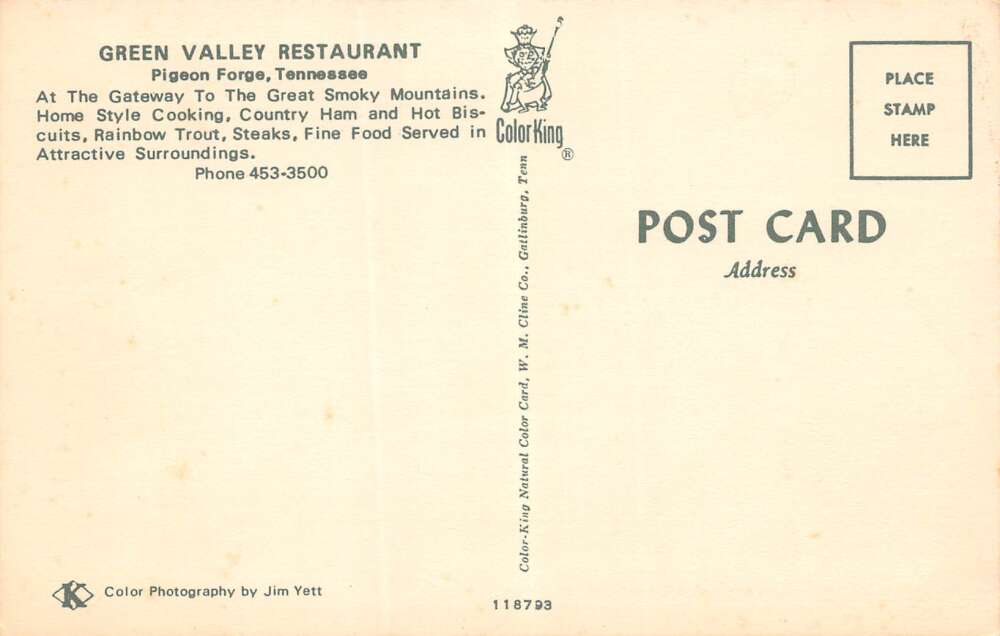 GREEN VALLEY RESTAURANT
Pigeon Forge, Tennessee
At The Gateway To The Great Smoky Mountains.
Home Style Cooking, Country Ham and Hot Bis-
cuits, Rainbow Trout, Steaks, Fine Food Served in
Attractive Surroundings.
Phone 453-3500
Color King ®
Color-King Natural Color Card, W. M. Cline Co., Gatlinburg, Tenn
PLACE
STAMP
HERE
POST CARD
Address
K Color Photography by Jim Yett
118793